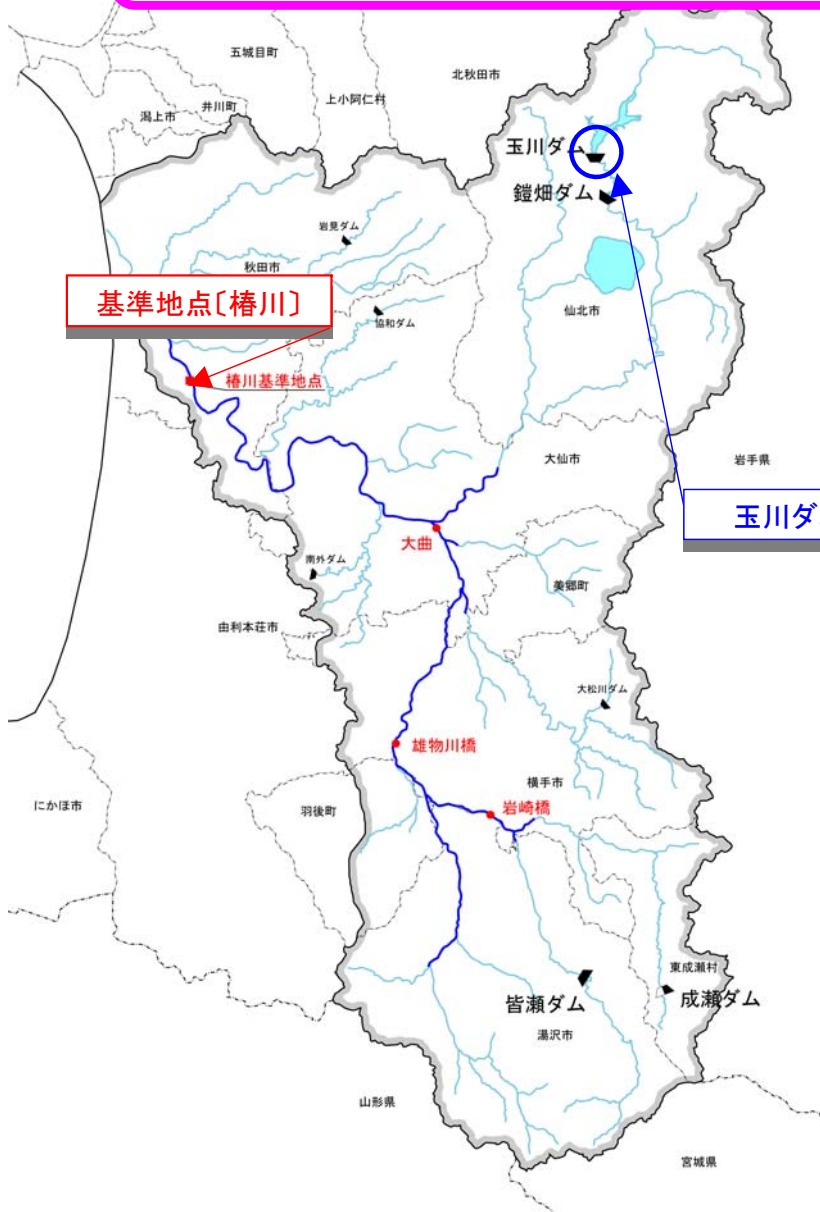 五城目町
北秋田市
上小阿仁村
井川町
潟上市
玉川ダム
鎧畑ダム
岩見ダム
秋田市
基準地点〔椿川〕
協和ダム
仙北市
椿川基準地点
大仙市
岩手県
玉川ダ
大曲
南外ダム
美郷町
由利本荘市
大松川ダム
雄物川橋
横手市
にかほ市
羽後町
岩崎橋
東成瀬村
皆瀬ダム
成瀬ダム
湯沢市
山形県
宮城県